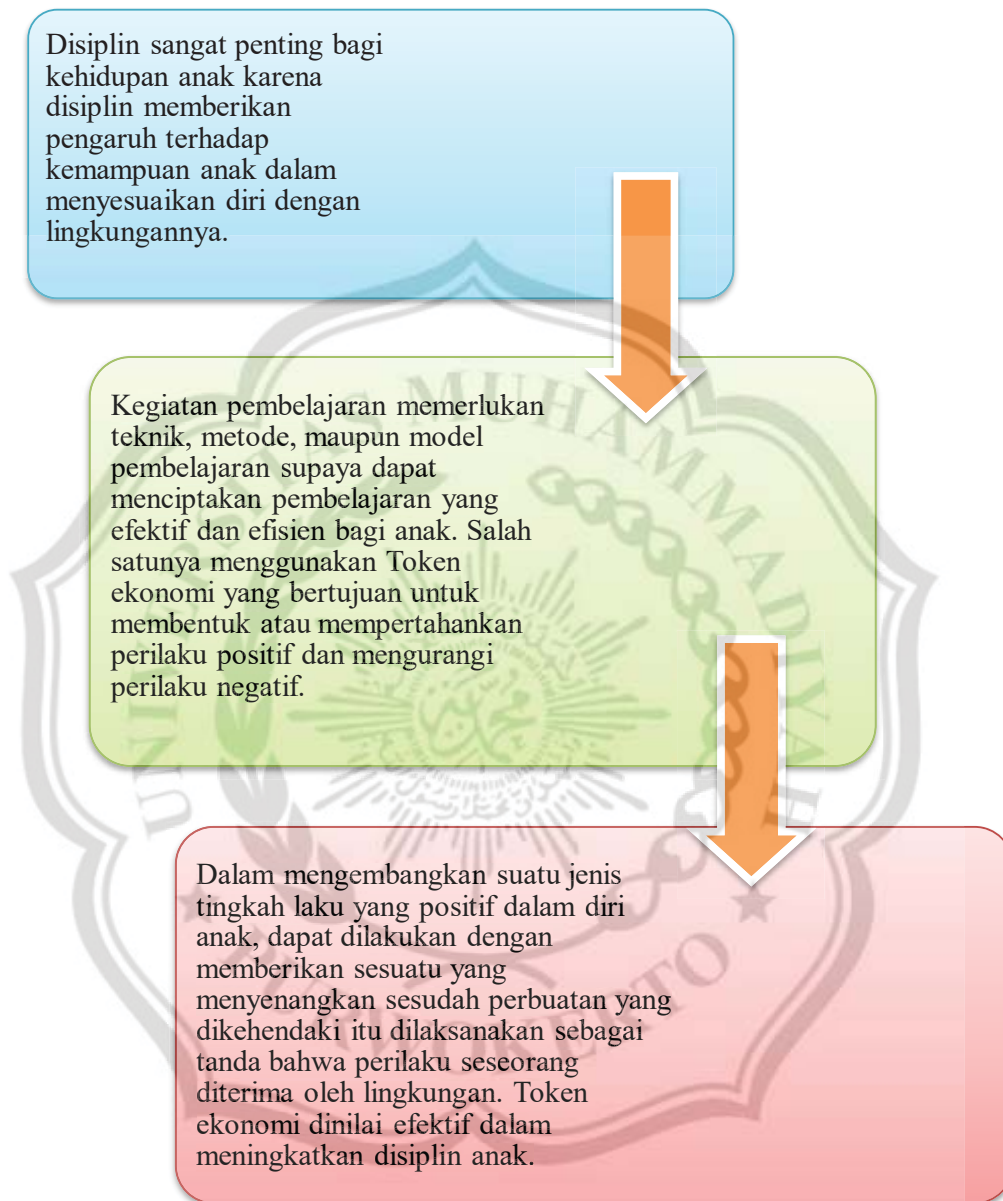 Disiplin sangat penting bagi
kehidupan anak karena
disiplin memberikan
pengaruh terhadap
kemampuan anak dalam
menyesuaikan diri dengan
lingkungannya.
Kegiatan pembelajaran memerlukan
teknik, metode, maupun model
pembelajaran supaya dapat
menciptakan pembelajaran yang
efektif dan efisien bagi anak. Salah
satunya menggunakan Token
ekonomi yang bertujuan untuk
membentuk atau mempertahankan
perilaku positif dan mengurangi
perilaku negatif.
Dalam mengembangkan suatu jenis
tingkah laku yang positif dalam diri
anak, dapat dilakukan dengan
memberikan sesuatu yang
menyenangkan sesudah perbuatan yang
dikehendaki itu dilaksanakan sebagai
tanda bahwa perilaku seseorang
diterima oleh lingkungan. Token
ekonomi dinilai efektif dalam
meningkatkan disiplin anak.
UNIVERSITAS MUHAMMADIYAH
PURWOKERTO